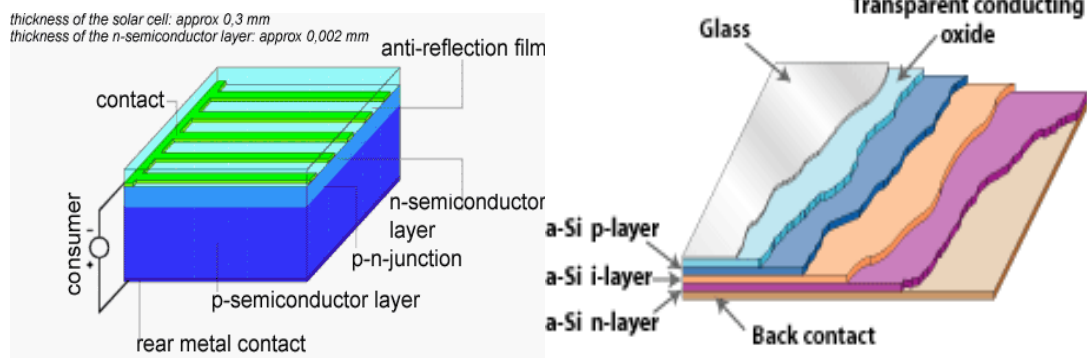 thickness of the solar cell: approx 0,3 mm
thickness of the n-semiconductor layer: approx 0,002 mm
anti-reflection film
contact
n-semiconductor
layer
p-n-junction
p-semiconductor layer
rear metal contact
consumer
-
+
Transparent conducting
oxide
Glass
a-Si p-layer
a-Si i-layer
a-Si n-layer
Back contact